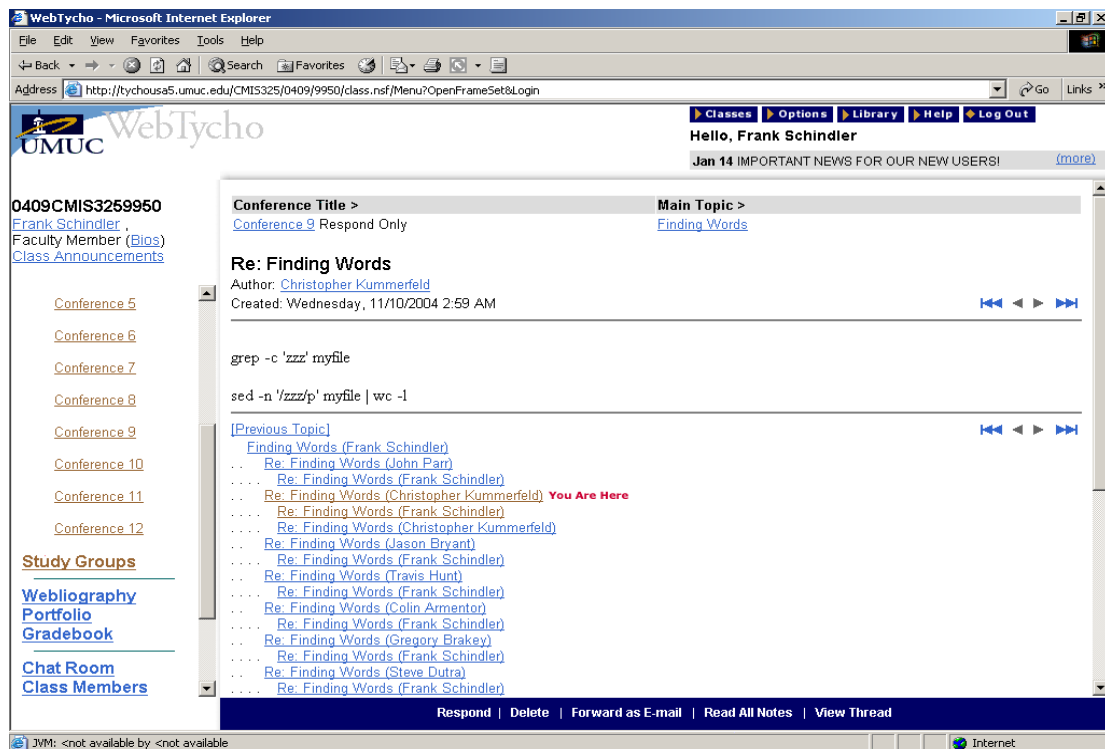 WebTycho - Microsoft Internet Explorer
File Edit View Favorites Tools Help
Back Search Favorites
Address http://tychousa5.umuc.edu/CMIS325/0409/9950/class.nsf/Menu?OpenFrameSet&Login Go Links »
UMUC WebTycho
Classes Options Library Help Log Out
Hello, Frank Schindler
Jan 14 IMPORTANT NEWS FOR OUR NEW USERS! (more)
0409CMIS3259950
Frank Schindler ,
Faculty Member (Bios)
Class Announcements
Conference 5
Conference 6
Conference 7
Conference 8
Conference 9
Conference 10
Conference 11
Conference 12
Study Groups
Webliography
Portfolio
Gradebook
Chat Room
Class Members
Conference Title > Main Topic >
Conference 9 Respond Only Finding Words
Re: Finding Words
Author: Christopher Kummerfeld
Created: Wednesday, 11/10/2004 2:59 AM
grep -c 'zzz' myfile
sed -n '/zzz/p' myfile | wc -l
[Previous Topic]
Finding Words (Frank Schindler)
. . Re: Finding Words (John Parr)
. . . . Re: Finding Words (Frank Schindler)
. . Re: Finding Words (Christopher Kummerfeld) You Are Here
. . . . Re: Finding Words (Frank Schindler)
. . . . Re: Finding Words (Christopher Kummerfeld)
. . Re: Finding Words (Jason Bryant)
. . . . Re: Finding Words (Frank Schindler)
. . Re: Finding Words (Travis Hunt)
. . . . Re: Finding Words (Frank Schindler)
. . Re: Finding Words (Colin Armentor)
. . . . Re: Finding Words (Frank Schindler)
. . Re: Finding Words (Gregory Brakey)
. . . . Re: Finding Words (Frank Schindler)
. . Re: Finding Words (Steve Dutra)
. . . . Re: Finding Words (Frank Schindler)
Respond | Delete | Forward as E-mail | Read All Notes | View Thread
JVM: <not available by <not available Internet